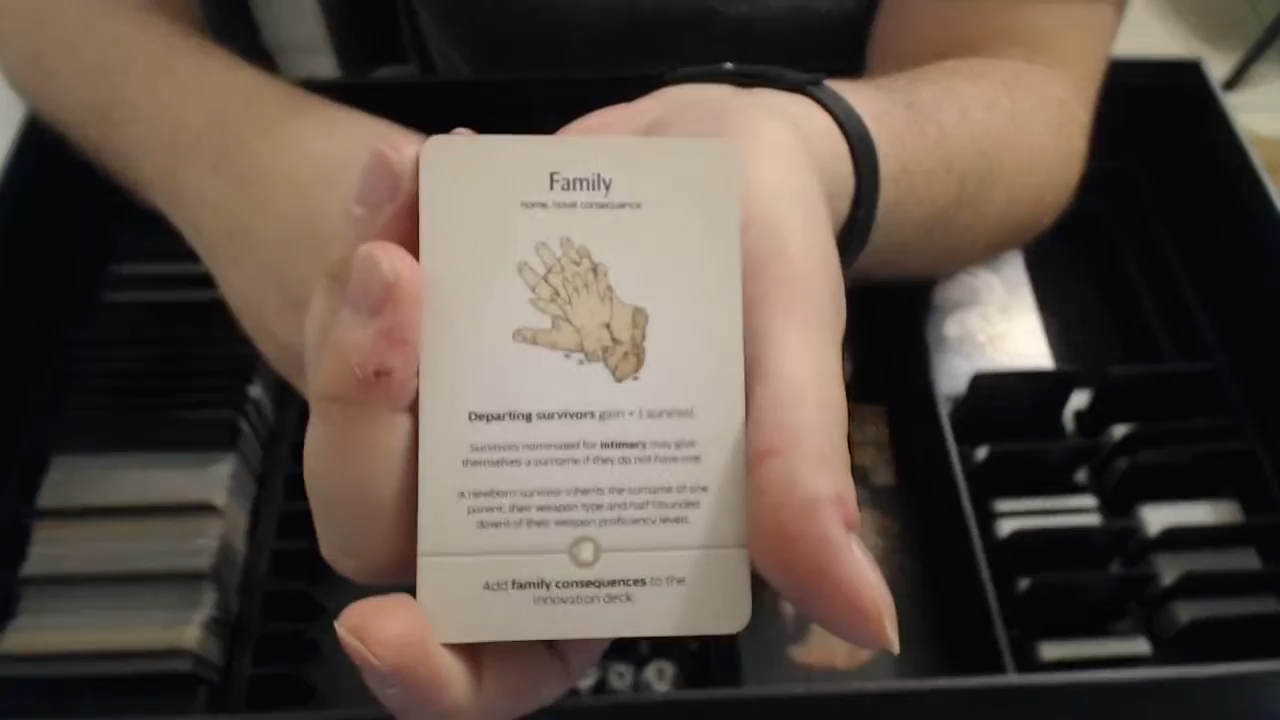 Family
home, hovel consequence
Departing survivors gain +1 survival.
Survivors nominated for intimacy may give
themselves a surname if they do not have one.
A newborn survivor inherits the surname of one
parent, their weapon type and half (rounded
down) of their weapon proficiency levels.
Add family consequences to the
innovation deck.